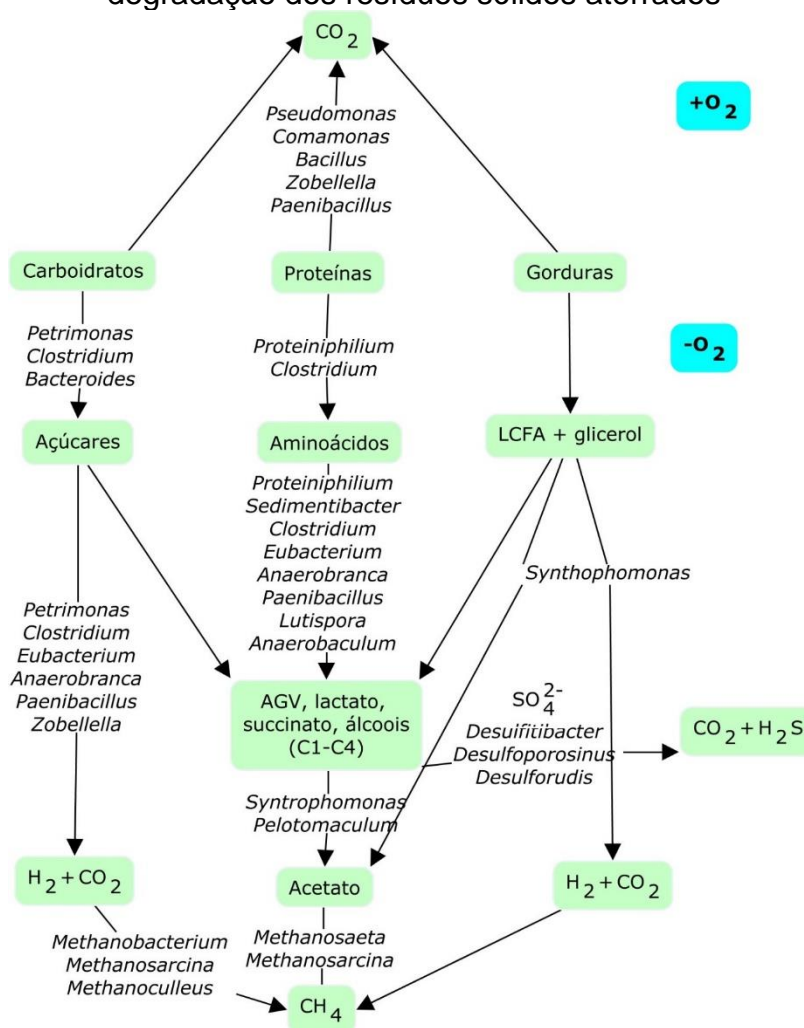 degradação dos resíduos sólidos aterrados
CO2
+O2
Pseudomonas
Comamonas
Bacillus
Zobellella
Paenibacillus
Carboidratos
Proteínas
Gorduras
-O2
Petrimonas
Clostridium
Bacteroides
Proteiniphilium
Clostridium
Açúcares
Aminoácidos
LCFA + glicerol
Proteiniphilium
Sedimentibacter
Clostridium
Eubacterium
Anaerobranca
Paenibacillus
Lutispora
Anaerobaculum
Synthophomonas
Petrimonas
Clostridium
Eubacterium
Anaerobranca
Paenibacillus
Zobellella
AGV, lactato,
succinato, álcoois
(C1-C4)
SO4 2-
Desuifitibacter
Desulfoporosinus
Desulforudis
CO2+H2S
Syntrophomonas
Pelotomaculum
H2+CO2
Acetato
H2+CO2
Methanobacterium
Methanosarcina
Methanoculleus
Methanosaeta
Methanosarcina
CH4